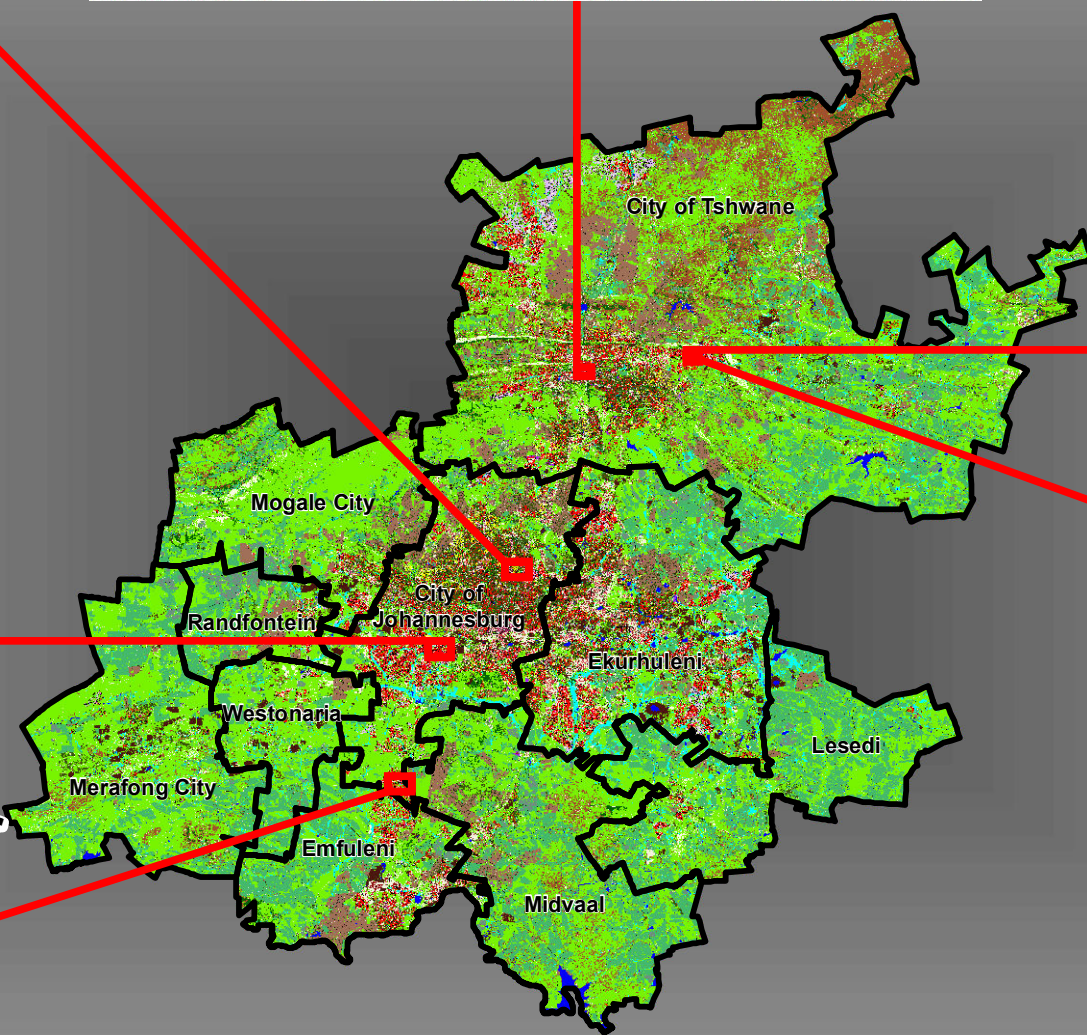 City of Tshwane
Mogale City
City of
Johannesburg
Randfontein
Ekurhuleni
Westonaria
Lesedi
Merafong City
Emfuleni
Midvaal